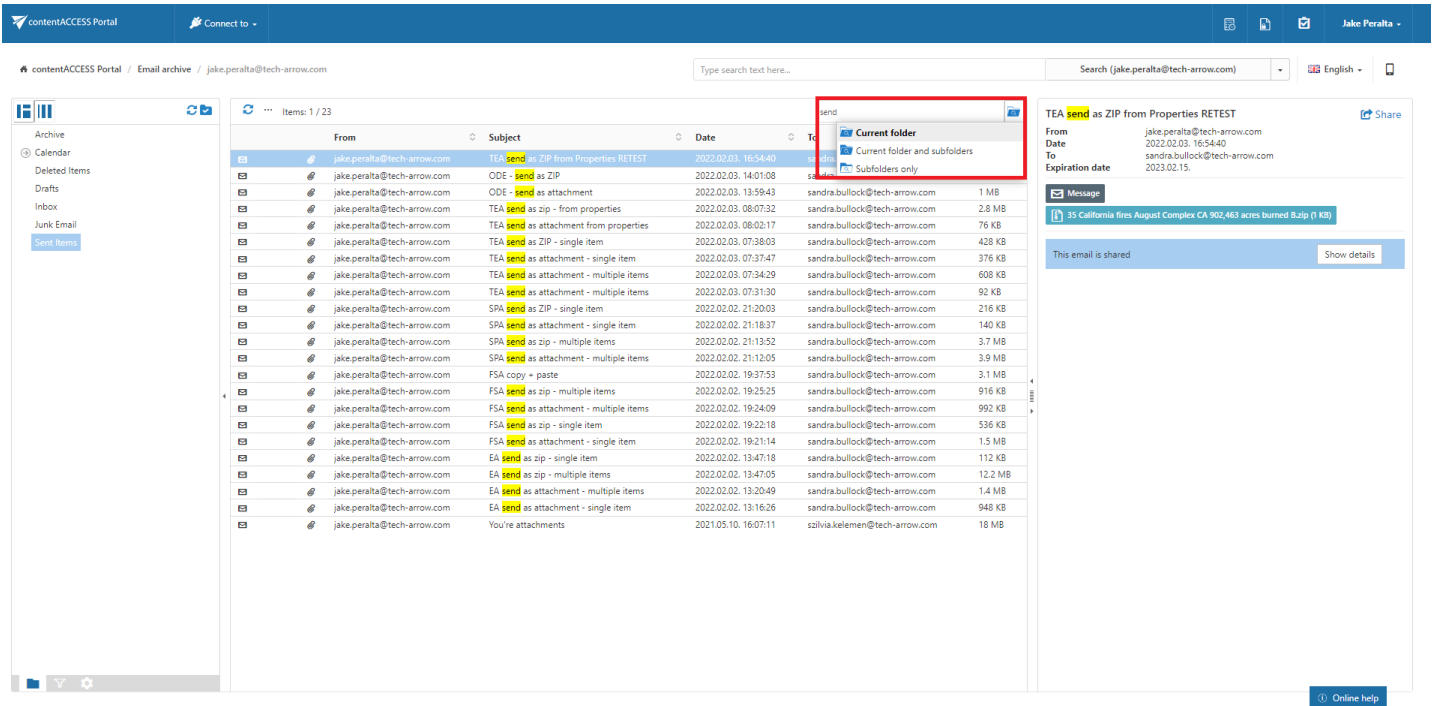 contentACCESS Portal Connect to Jake Peralta
contentACCESS Portal / Email archive / jake.peralta@tech-arrow.com Type search text here... Search (jake.peralta@tech-arrow.com) English
Archive
Calendar
Deleted Items
Drafts
Inbox
Junk Email
Sent Items
Items: 1 / 23 send
Current folder
Current folder and subfolders
Subfolders only
From Subject Date To
jake.peralta@tech-arrow.com TEA send as ZIP from Properties RETEST 2022.02.03. 16:54:40
jake.peralta@tech-arrow.com ODE - send as ZIP 2022.02.03. 14:01:08
jake.peralta@tech-arrow.com ODE - send as attachment 2022.02.03. 13:59:43 sandra.bullock@tech-arrow.com 1 MB
jake.peralta@tech-arrow.com TEA send as zip - from properties 2022.02.03. 08:07:32 sandra.bullock@tech-arrow.com 2.8 MB
jake.peralta@tech-arrow.com TEA send as attachment from properties 2022.02.03. 08:02:17 sandra.bullock@tech-arrow.com 76 KB
jake.peralta@tech-arrow.com TEA send as ZIP - single item 2022.02.03. 07:38:03 sandra.bullock@tech-arrow.com 428 KB
jake.peralta@tech-arrow.com TEA send as attachment - single item 2022.02.03. 07:37:47 sandra.bullock@tech-arrow.com 376 KB
jake.peralta@tech-arrow.com TEA send as attachment - multiple items 2022.02.03. 07:34:29 sandra.bullock@tech-arrow.com 608 KB
jake.peralta@tech-arrow.com TEA send as attachment - multiple items 2022.02.03. 07:31:30 sandra.bullock@tech-arrow.com 92 KB
jake.peralta@tech-arrow.com SPA send as ZIP - single item 2022.02.02. 21:20:03 sandra.bullock@tech-arrow.com 216 KB
jake.peralta@tech-arrow.com SPA send as attachment - single item 2022.02.02. 21:18:37 sandra.bullock@tech-arrow.com 140 KB
jake.peralta@tech-arrow.com SPA send as zip - multiple items 2022.02.02. 21:13:52 sandra.bullock@tech-arrow.com 3.7 MB
jake.peralta@tech-arrow.com SPA send as attachment - multiple items 2022.02.02. 21:12:05 sandra.bullock@tech-arrow.com 3.9 MB
jake.peralta@tech-arrow.com FSA copy + paste 2022.02.02. 19:37:53 sandra.bullock@tech-arrow.com 3.1 MB
jake.peralta@tech-arrow.com FSA send as zip - multiple items 2022.02.02. 19:25:25 sandra.bullock@tech-arrow.com 916 KB
jake.peralta@tech-arrow.com FSA send as attachment - multiple items 2022.02.02. 19:24:09 sandra.bullock@tech-arrow.com 992 KB
jake.peralta@tech-arrow.com FSA send as zip - single item 2022.02.02. 19:22:18 sandra.bullock@tech-arrow.com 536 KB
jake.peralta@tech-arrow.com FSA send as attachment - single item 2022.02.02. 19:21:14 sandra.bullock@tech-arrow.com 1.5 MB
jake.peralta@tech-arrow.com EA send as zip - single item 2022.02.02. 13:47:18 sandra.bullock@tech-arrow.com 112 KB
jake.peralta@tech-arrow.com EA send as zip - multiple items 2022.02.02. 13:47:05 sandra.bullock@tech-arrow.com 12.2 MB
jake.peralta@tech-arrow.com EA send as attachment - multiple items 2022.02.02. 13:20:49 sandra.bullock@tech-arrow.com 1.4 MB
jake.peralta@tech-arrow.com EA send as attachment - single item 2022.02.02. 13:16:26 sandra.bullock@tech-arrow.com 948 KB
jake.peralta@tech-arrow.com You're attachments 2021.05.10. 16:07:11 szilvia.kelemen@tech-arrow.com 18 MB
TEA send as ZIP from Properties RETEST Share
From jake.peralta@tech-arrow.com
Date 2022.02.03. 16:54:40
To sandra.bullock@tech-arrow.com
Expiration date 2023.02.15.
Message
35 California fires August Complex CA 902,463 acres burned B.zip (1 KB)
This email is shared Show details
Online help